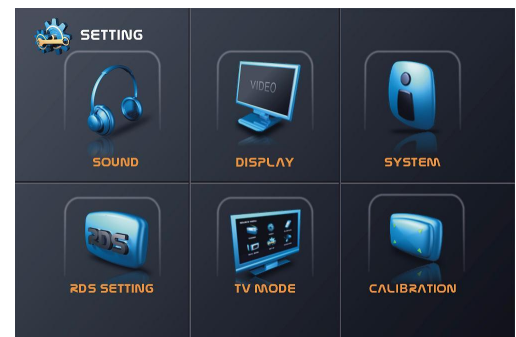 SETTING
VIDEO
SOUND
DISPLAY
SYSTEM
RDS
RDS SETTING
TV MODE
CALIBRATION